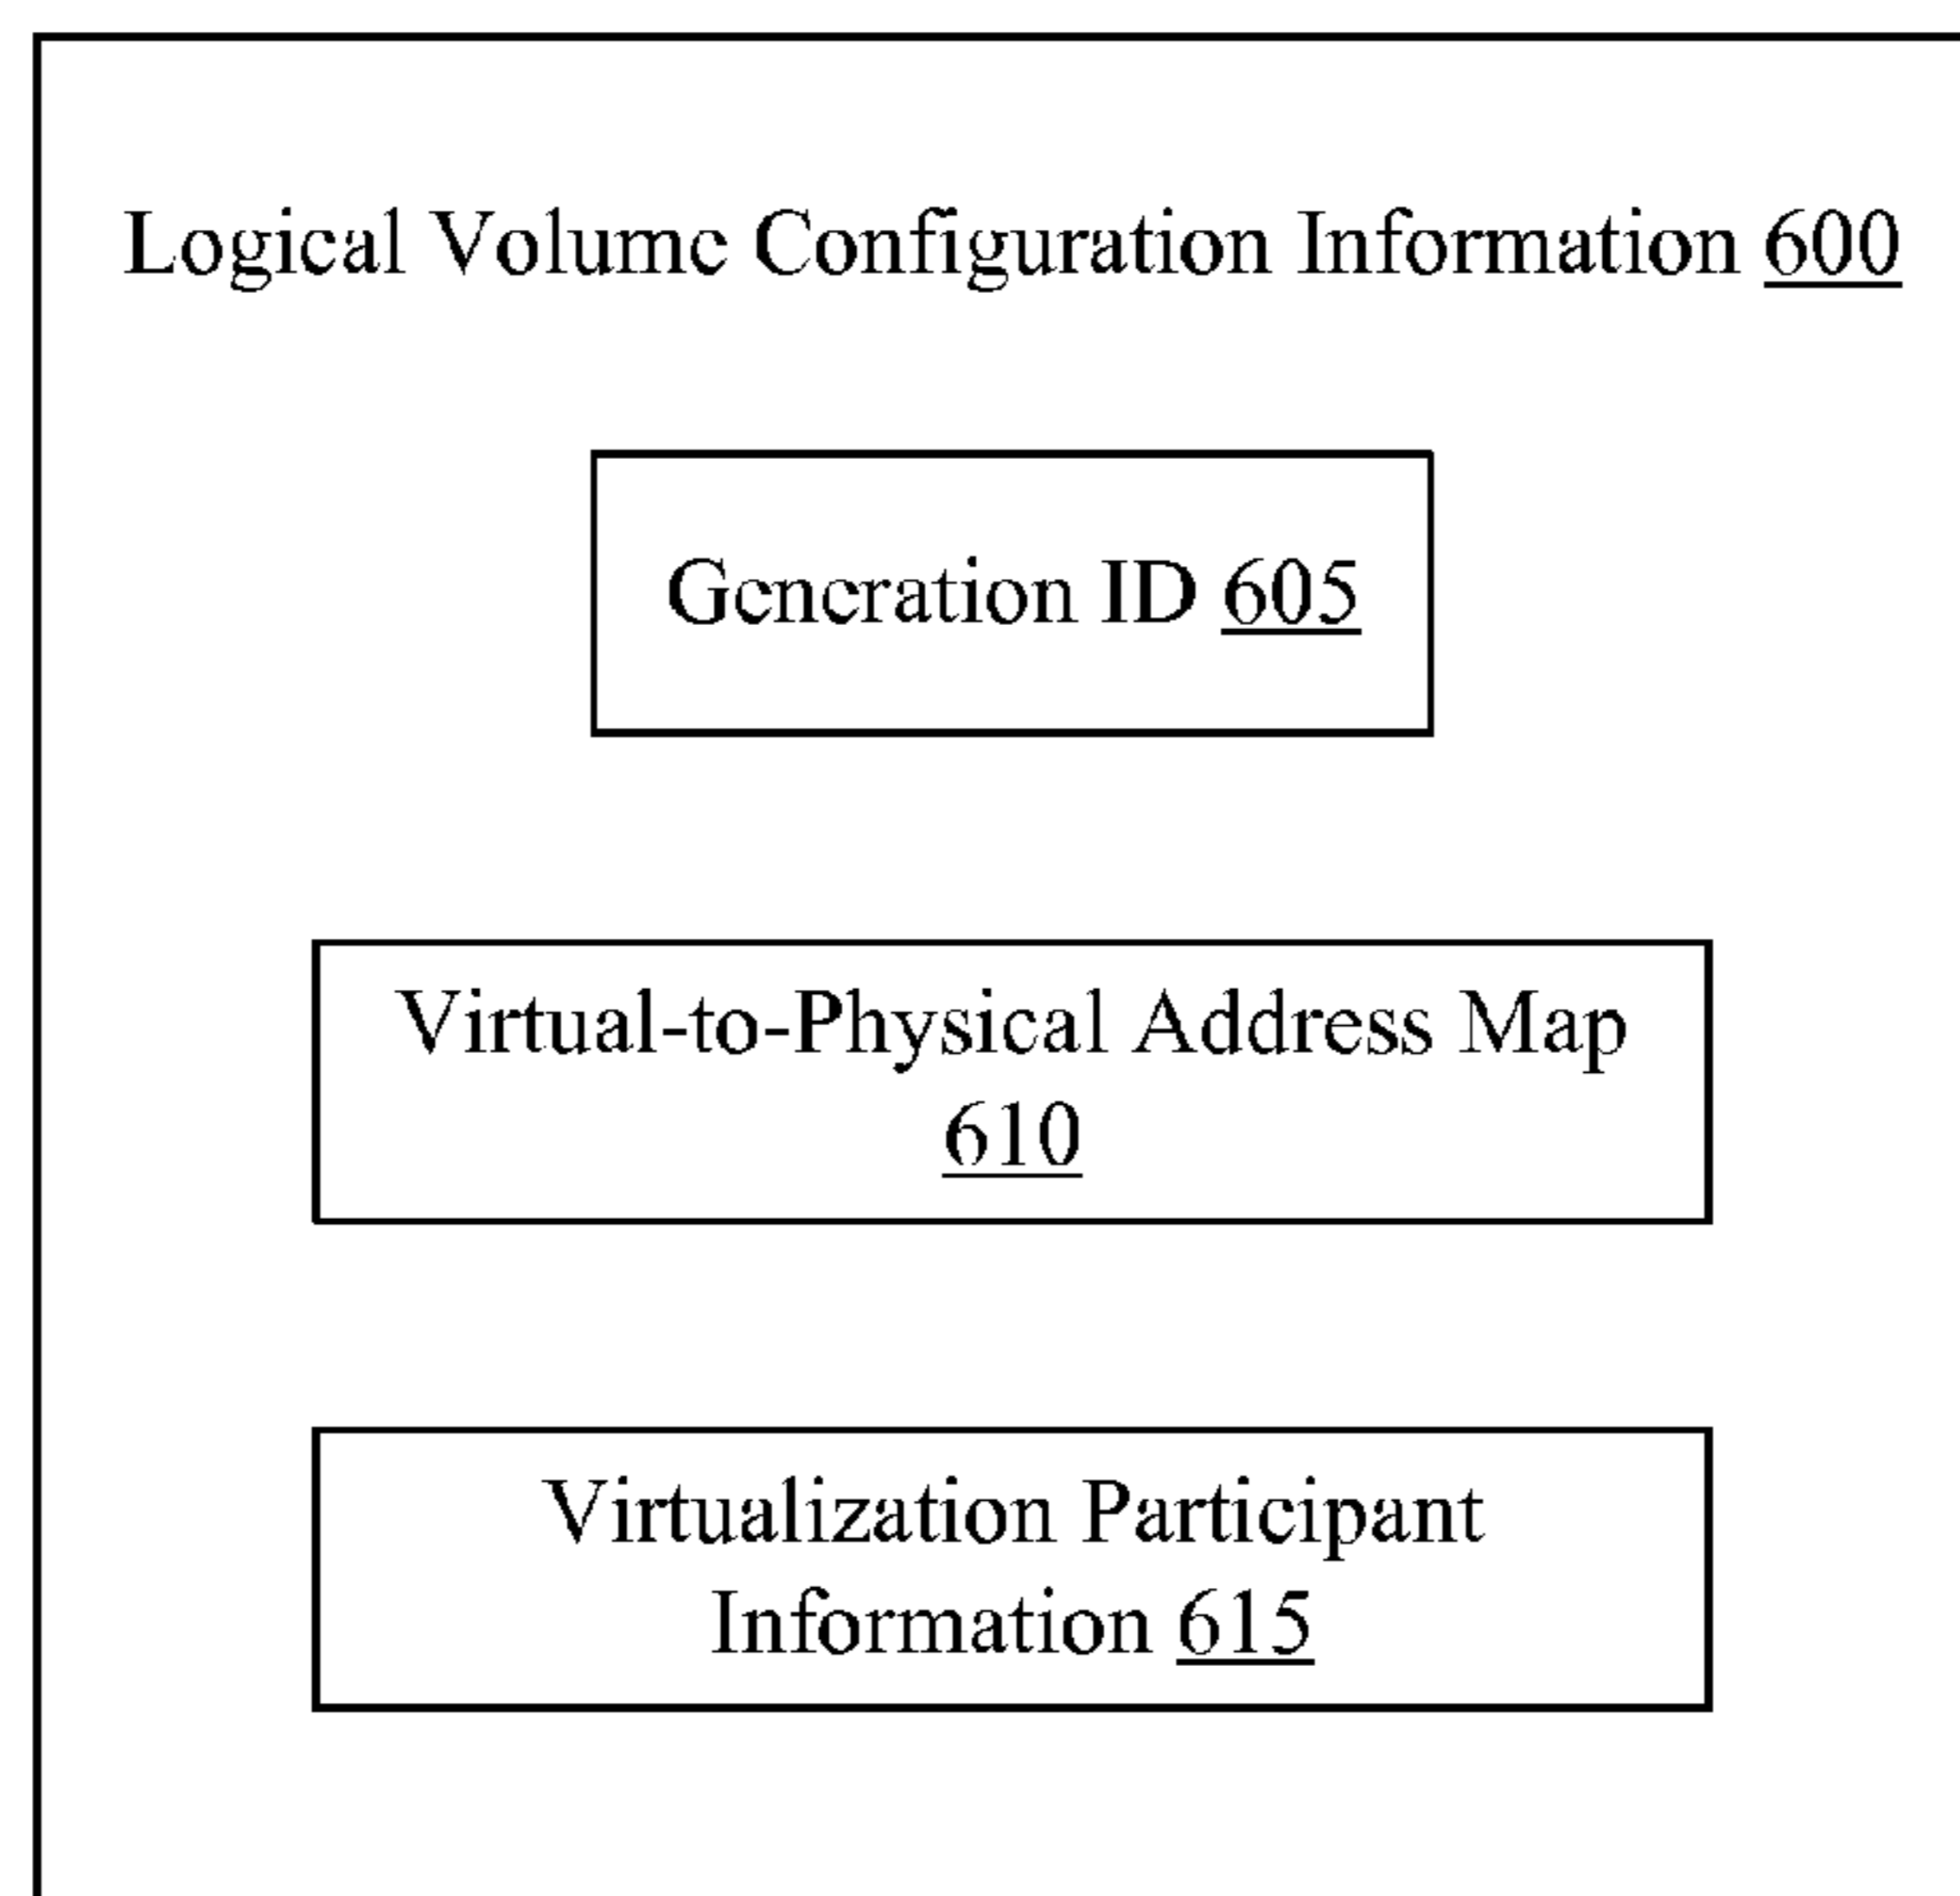 Logical Volume Configuration Information 600
Generation ID 605
Virtual-to-Physical Address Map
610
Virtualization Participant
Information 615